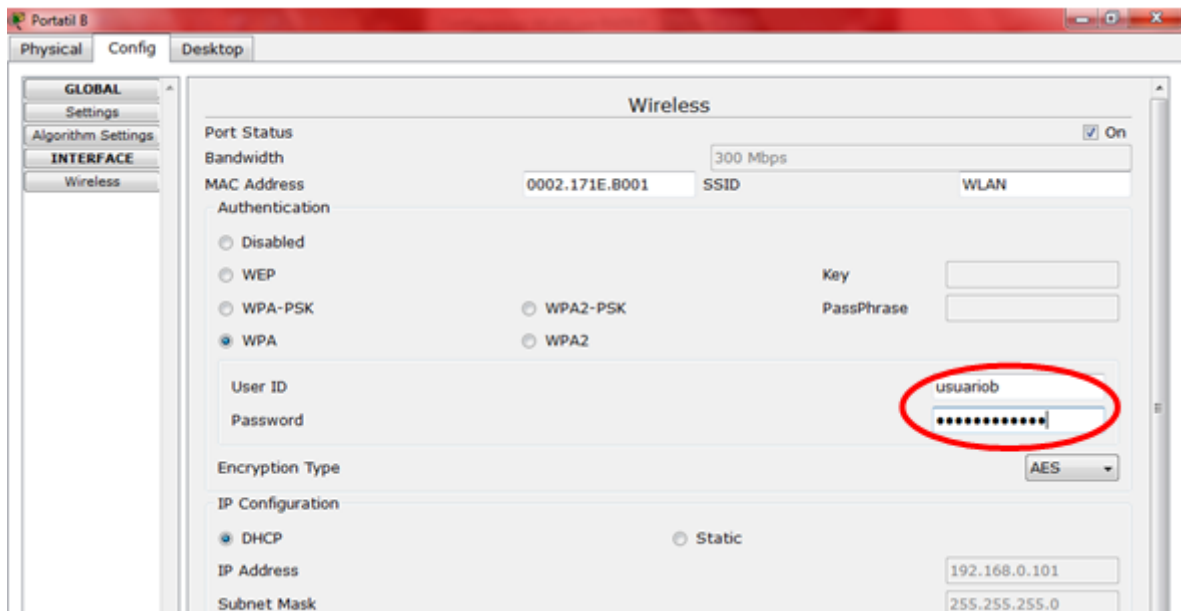 Portatil B
Physical Config Desktop
GLOBAL
Settings
Algorithm Settings
INTERFACE
Wireless
Wireless
Port Status On
Bandwidth 300 Mbps
MAC Address 0002.171E.B001 SSID WLAN
Authentication
Disabled
WEP Key
WPA-PSK WPA2-PSK PassPhrase
WPA WPA2
User ID usuariob
Password ••••••••••••
Encryption Type AES
IP Configuration
DHCP Static
IP Address 192.168.0.101
Subnet Mask 255.255.255.0